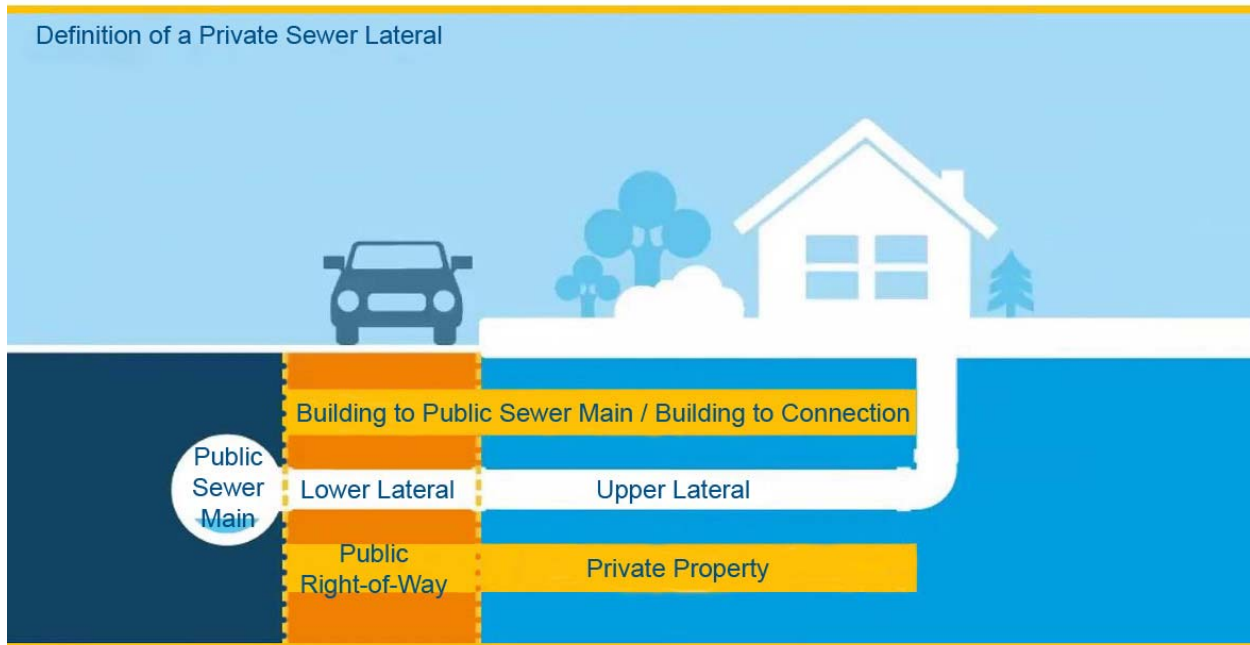 Definition of a Private Sewer Lateral
Building to Public Sewer Main / Building to Connection
Public
Sewer
Main
Lower Lateral
Upper Lateral
Public
Right-of-Way
Private Property